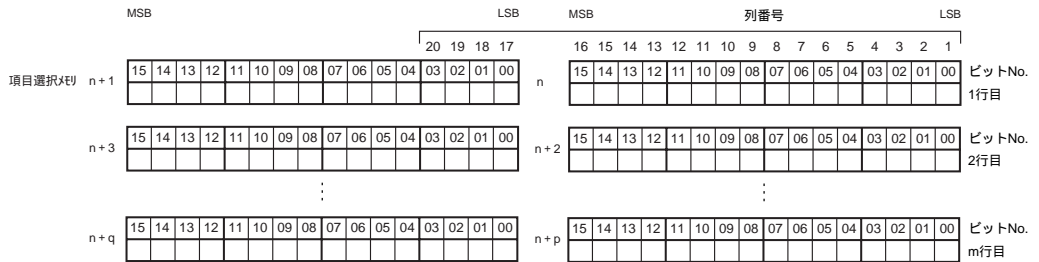 MSB LSB MSB 列番号 LSB
20 19 18 17 16 15 14 13 12 11 10 9 8 7 6 5 4 3 2 1
項目選択ﾒﾓﾘ n + 1 15 14 13 12 11 10 09 08 07 06 05 04 03 02 01 00 n 15 14 13 12 11 10 09 08 07 06 05 04 03 02 01 00 ビットNo.
1行目
n + 3 15 14 13 12 11 10 09 08 07 06 05 04 03 02 01 00 n + 2 15 14 13 12 11 10 09 08 07 06 05 04 03 02 01 00 ビットNo.
2行目
n + q 15 14 13 12 11 10 09 08 07 06 05 04 03 02 01 00 n + p 15 14 13 12 11 10 09 08 07 06 05 04 03 02 01 00 ビットNo.
m行目